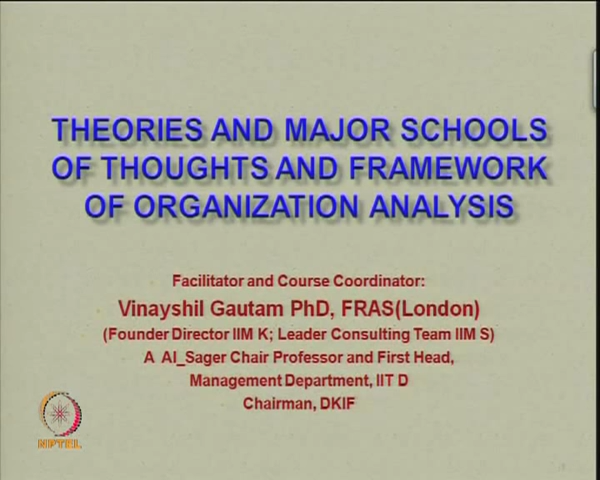 THEORIES AND MAJOR SCHOOLS
OF THOUGHTS AND FRAMEWORK
OF ORGANIZATION ANALYSIS
Facilitator and Course Coordinator:
Vinayshil Gautam PhD, FRAS(London)
(Founder Director IIM K; Leader Consulting Team IIM S)
A Al_Sager Chair Professor and First Head,
Management Department, IIT D
Chairman, DKIF
NPTEL